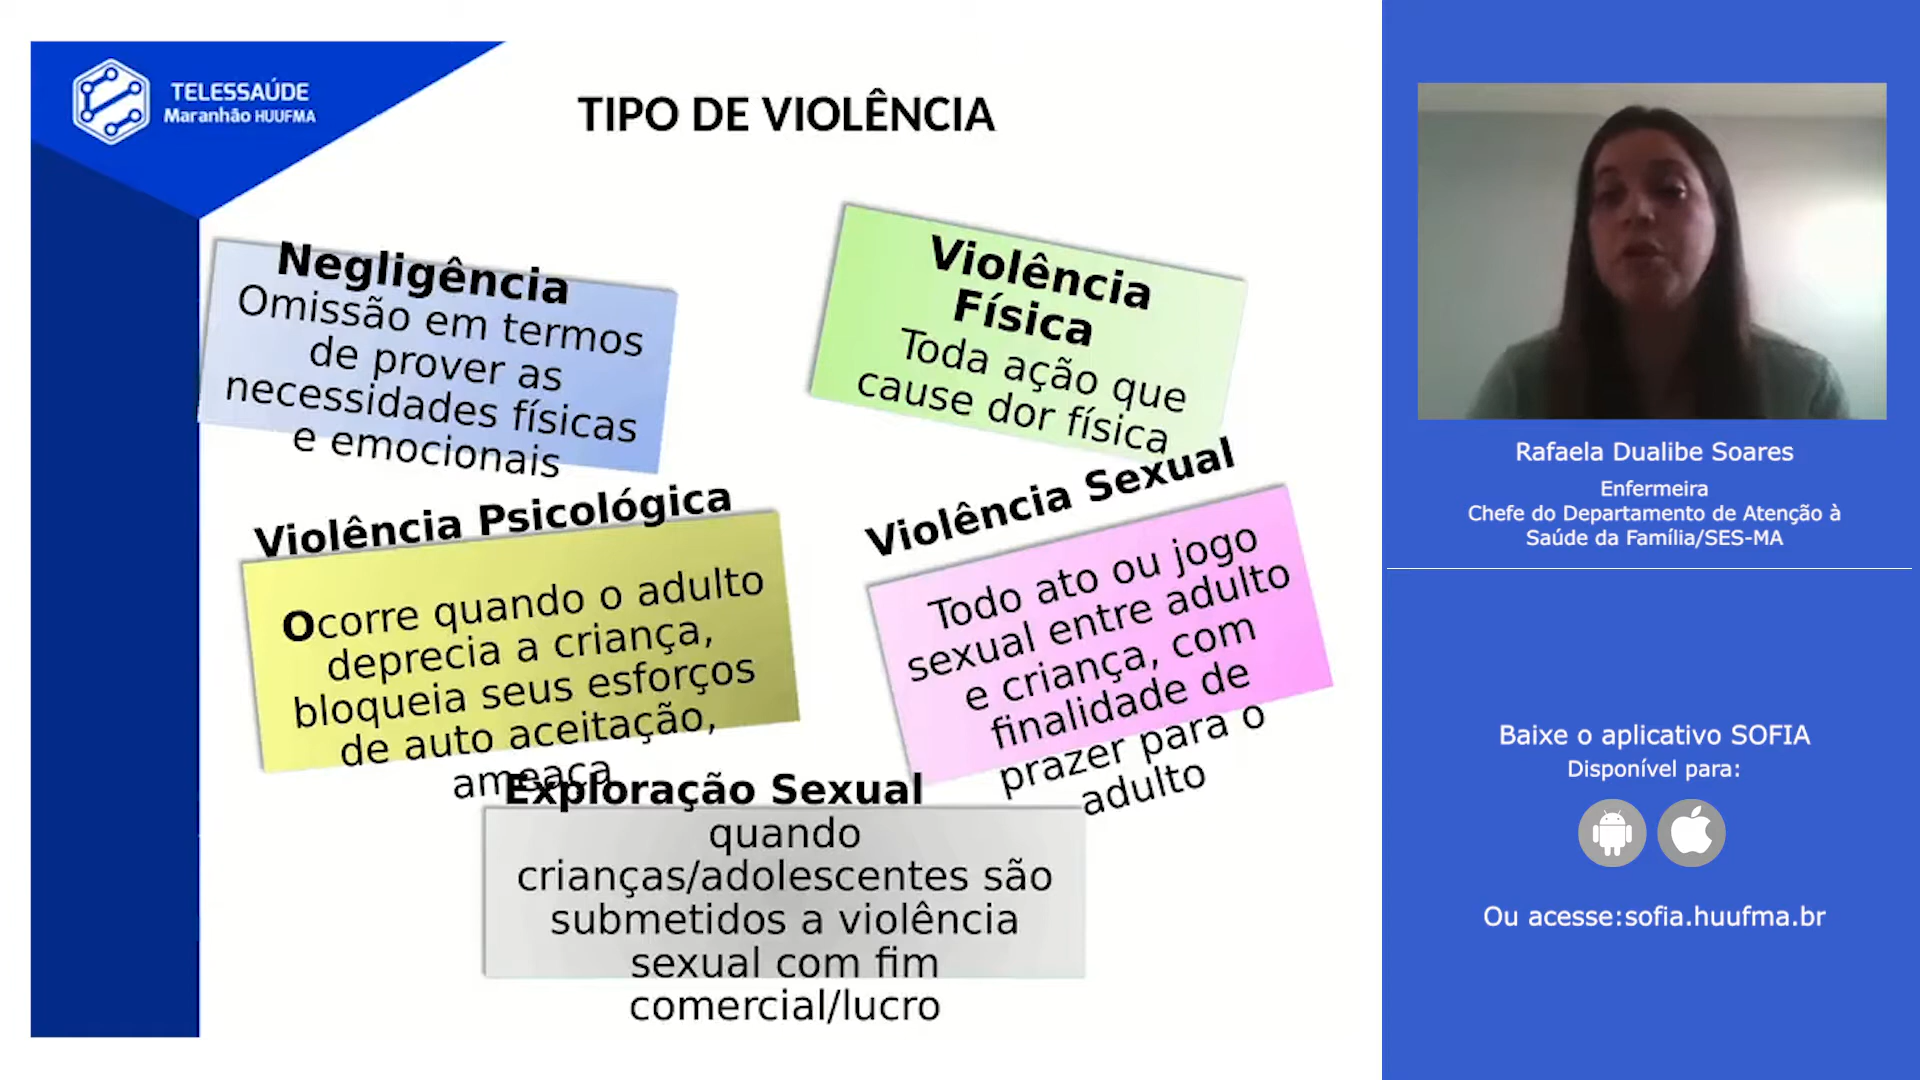 TELESSAÚDE
Maranhão HUUFMA
TIPO DE VIOLÊNCIA
Negligência
Omissão em termos
de prover as
necessidades físicas
e emocionais
Violência
Física
Toda ação que
cause dor física
Violência Psicológica
Ocorre quando o adulto
deprecia a criança,
bloqueia seus esforços
de auto aceitação,
ameaça
Violência Sexual
Todo ato ou jogo
sexual entre adulto
e criança, com
finalidade de
prazer para o
adulto
Exploração Sexual
quando
crianças/adolescentes são
submetidos a violência
sexual com fim
comercial/lucro
Rafaela Dualibe Soares
Enfermeira
Chefe do Departamento de Atenção à
Saúde da Família/SES-MA
Baixe o aplicativo SOFIA
Disponível para:
Ou acesse:sofia.huufma.br